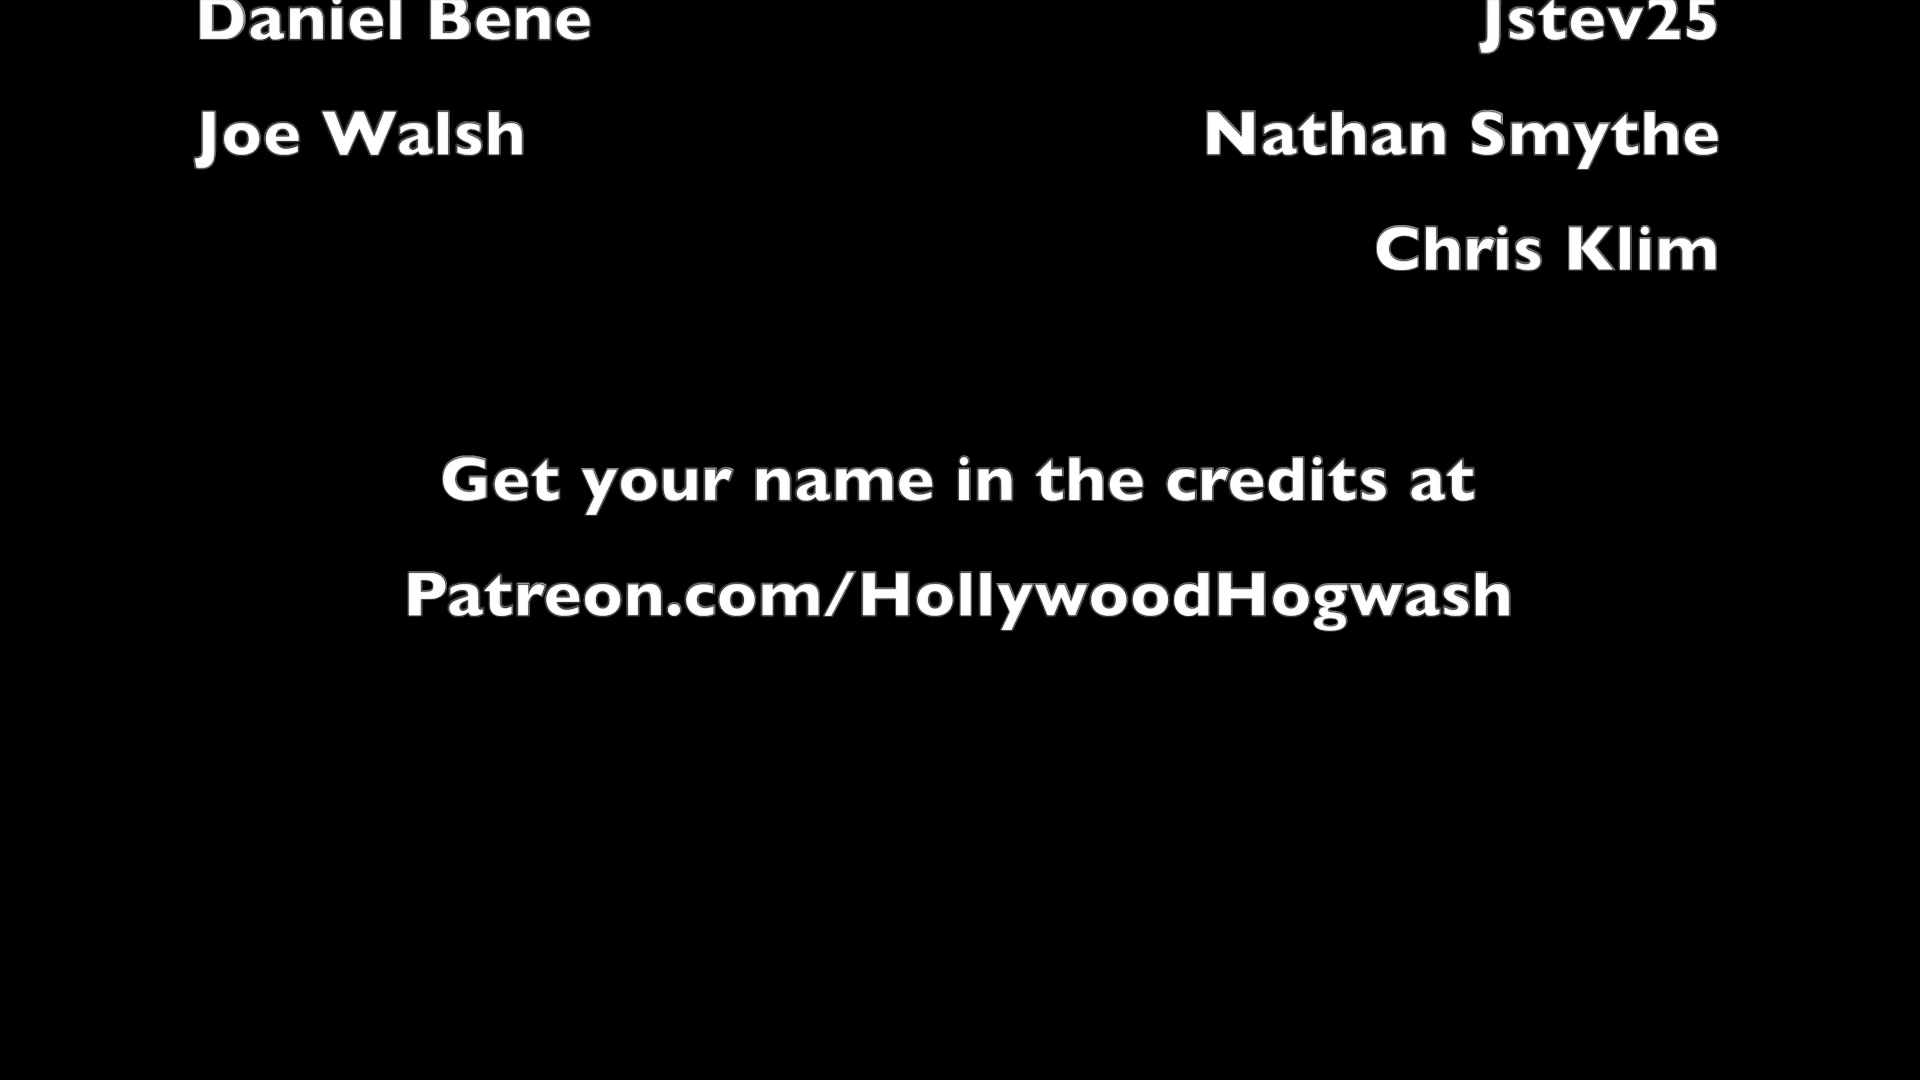 Daniel Bene Jstev25
Joe Walsh Nathan Smythe
Chris Klim
Get your name in the credits at
Patreon.com/HollywoodHogwash